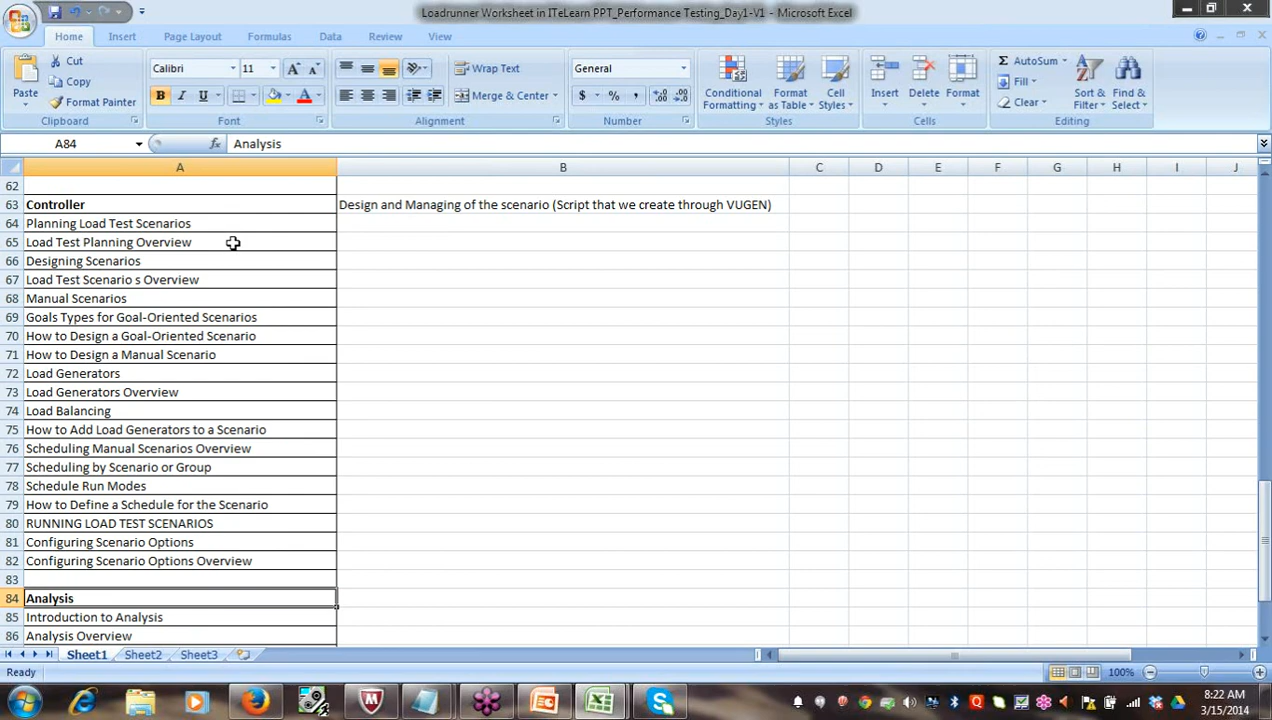 Loadrunner Worksheet in ITeLearn PPT_Performance Testing_Day1-V1 - Microsoft Excel
Home Insert Page Layout Formulas Data Review View
Paste
Cut
Copy
Format Painter
Clipboard
Calibri 11
B I U
Font
Wrap Text
Merge & Center
Alignment
General
$ % ,
Number
Conditional Formatting
Format as Table
Cell Styles
Styles
Insert Delete Format
Cells
AutoSum
Fill
Clear
Sort & Filter
Find & Select
Editing
A84 fx Analysis
A B C D E F G H I J
62
63 Controller Design and Managing of the scenario (Script that we create through VUGEN)
64 Planning Load Test Scenarios
65 Load Test Planning Overview
66 Designing Scenarios
67 Load Test Scenario s Overview
68 Manual Scenarios
69 Goals Types for Goal-Oriented Scenarios
70 How to Design a Goal-Oriented Scenario
71 How to Design a Manual Scenario
72 Load Generators
73 Load Generators Overview
74 Load Balancing
75 How to Add Load Generators to a Scenario
76 Scheduling Manual Scenarios Overview
77 Scheduling by Scenario or Group
78 Schedule Run Modes
79 How to Define a Schedule for the Scenario
80 RUNNING LOAD TEST SCENARIOS
81 Configuring Scenario Options
82 Configuring Scenario Options Overview
83
84 Analysis
85 Introduction to Analysis
86 Analysis Overview
Sheet1 Sheet2 Sheet3
Ready 100%
8:22 AM
3/15/2014